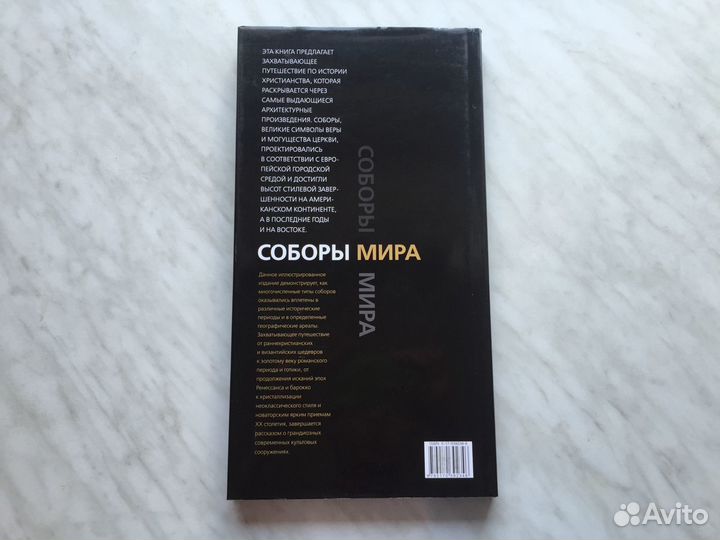 ЭТА КНИГА ПРЕДЛАГАЕТ
ЗАХВАТЫВАЮЩЕЕ
ПУТЕШЕСТВИЕ ПО ИСТОРИИ
ХРИСТИАНСТВА, КОТОРАЯ
РАСКРЫВАЕТСЯ ЧЕРЕЗ
САМЫЕ ВЫДАЮЩИЕСЯ
АРХИТЕКТУРНЫЕ
ПРОИЗВЕДЕНИЯ. СОБОРЫ,
ВЕЛИКИЕ СИМВОЛЫ ВЕРЫ
И МОГУЩЕСТВА ЦЕРКВИ,
ПРОЕКТИРОВАЛИСЬ
В СООТВЕТСТВИИ С ЕВРО-
ПЕЙСКОЙ ГОРОДСКОЙ
СРЕДОЙ И ДОСТИГЛИ
ВЫСОТ СТИЛЕВОЙ ЗАВЕР-
ШЕННОСТИ НА АМЕРИ-
КАНСКОМ КОНТИНЕНТЕ,
А В ПОСЛЕДНИЕ ГОДЫ
И НА ВОСТОКЕ.
СОБОРЫ МИРА
СОБОРЫ МИРА
Данное иллюстрированное
издание демонстрирует, как
многочисленные типы соборов
оказывались вплетены в
различные исторические
периоды и в определенные
географические ареалы.
Захватывающее путешествие
от раннехристианских
и византийских шедевров
к золотому веку романского
периода и готики, от
продолжения исканий эпох
Ренессанса и барокко
к кристаллизации
неоклассического стиля и
новаторским ярким приемам
XX столетия, завершается
рассказом о грандиозных
современных культовых
сооружениях.
ISBN
Avito